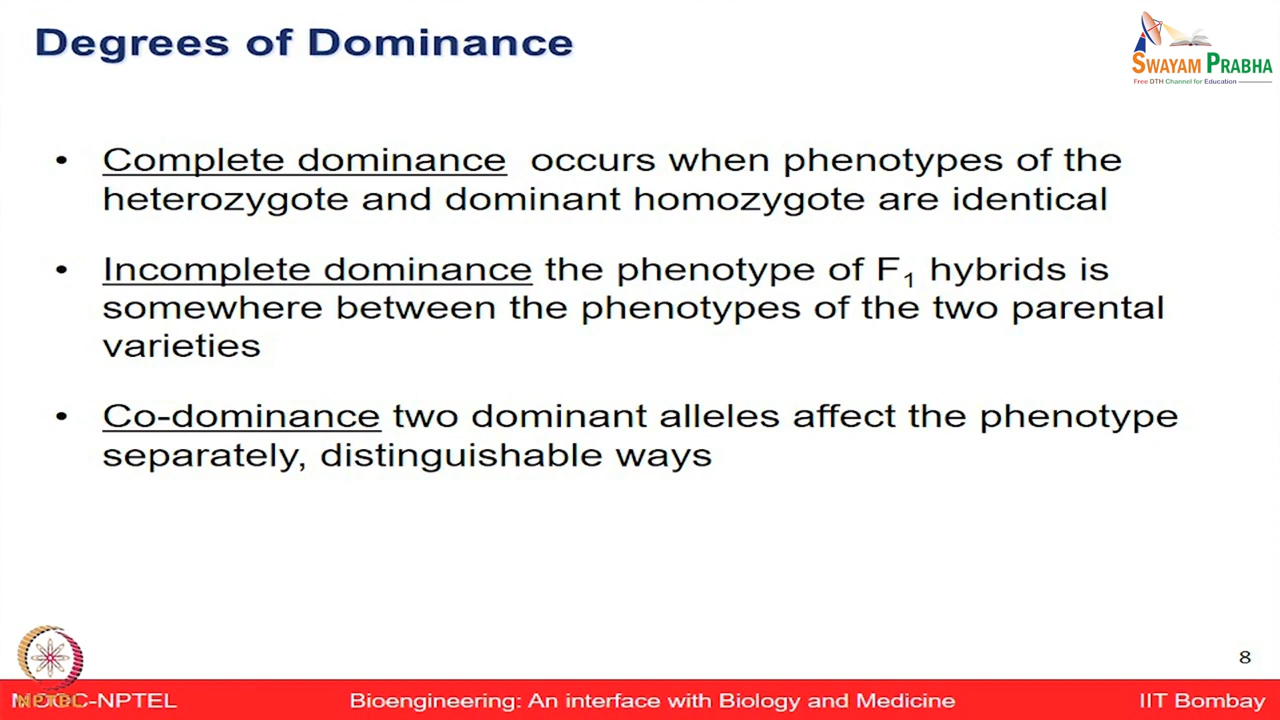 Degrees of Dominance
SWAYAM PRABHA
Free DTH Channel for Education
• Complete dominance occurs when phenotypes of the
heterozygote and dominant homozygote are identical
• Incomplete dominance the phenotype of F1 hybrids is
somewhere between the phenotypes of the two parental
varieties
• Co-dominance two dominant alleles affect the phenotype
separately, distinguishable ways
8
NPTEL
MOOC-NPTEL
Bioengineering: An interface with Biology and Medicine
IIT Bombay